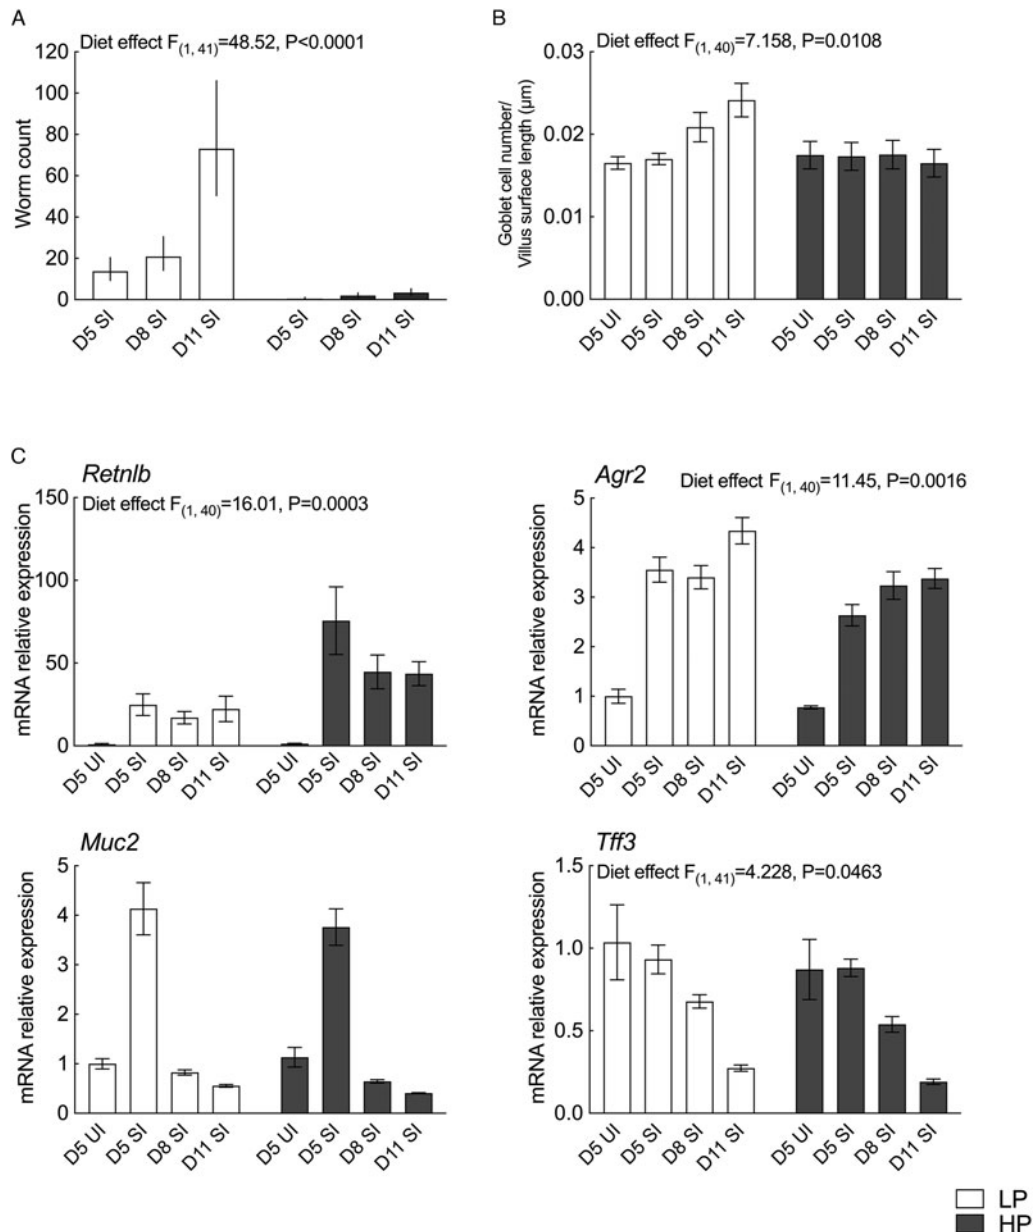 A
Diet effect F(1, 41)=48.52, P<0.0001
120
100
80
60
40
20
0
Worm count
D5 SI
D8 SI
D11 SI
D5 SI
D8 SI
D11 SI
B
Diet effect F(1, 40)=7.158, P=0.0108
0.03
0.02
0.01
0.00
Goblet cell number/
Villus surface length (µm)
D5 UI
D5 SI
D8 SI
D11 SI
D5 UI
D5 SI
D8 SI
D11 SI
C
Retnlb
Diet effect F(1, 40)=16.01, P=0.0003
150
100
50
0
mRNA relative expression
D5 UI
D5 SI
D8 SI
D11 SI
D5 UI
D5 SI
D8 SI
D11 SI
Agr2
Diet effect F(1, 40)=11.45, P=0.0016
5
4
3
2
1
0
mRNA relative expression
D5 UI
D5 SI
D8 SI
D11 SI
D5 UI
D5 SI
D8 SI
D11 SI
Muc2
5
4
3
2
1
0
mRNA relative expression
D5 UI
D5 SI
D8 SI
D11 SI
D5 UI
D5 SI
D8 SI
D11 SI
Tff3
Diet effect F(1, 41)=4.228, P=0.0463
1.5
1.0
0.5
0.0
mRNA relative expression
D5 UI
D5 SI
D8 SI
D11 SI
D5 UI
D5 SI
D8 SI
D11 SI
LP
HP